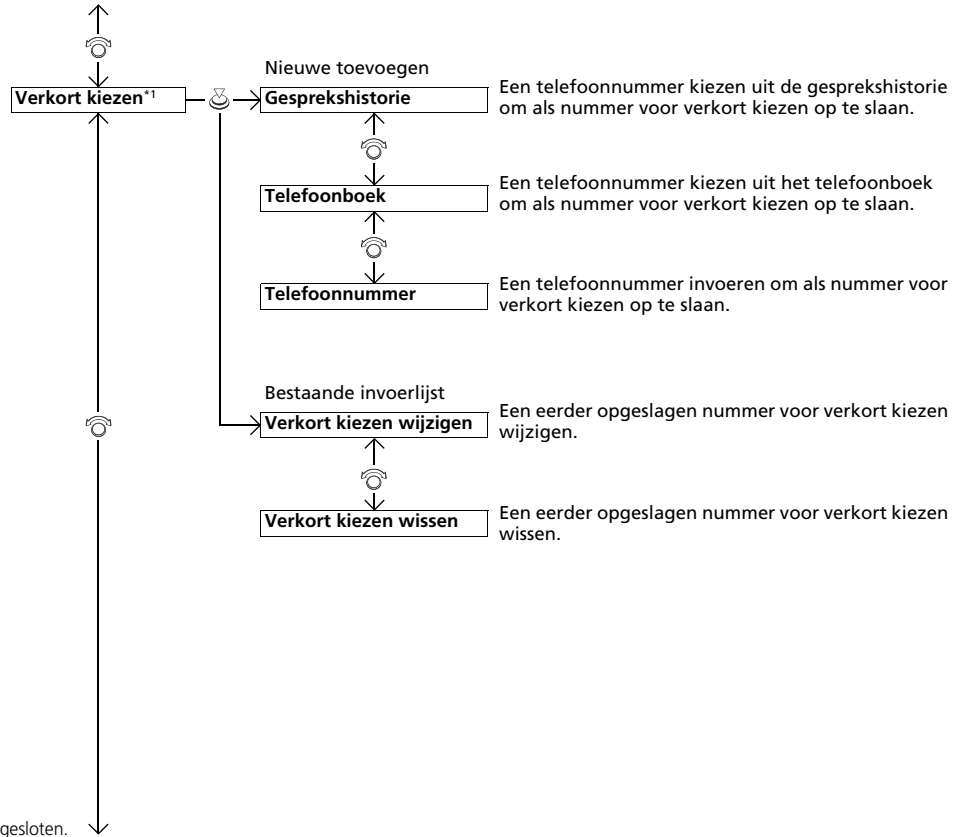 Nieuwe toevoegen
Verkort kiezen*1
Gesprekshistorie
Een telefoonnummer kiezen uit de gesprekshistorie
om als nummer voor verkort kiezen op te slaan.
Telefoonboek
Een telefoonnummer kiezen uit het telefoonboek
om als nummer voor verkort kiezen op te slaan.
Telefoonnummer
Een telefoonnummer invoeren om als nummer voor
verkort kiezen op te slaan.
Bestaande invoerlijst
Verkort kiezen wijzigen
Een eerder opgeslagen nummer voor verkort kiezen
wijzigen.
Verkort kiezen wissen
Een eerder opgeslagen nummer voor verkort kiezen
wissen.
gesloten.